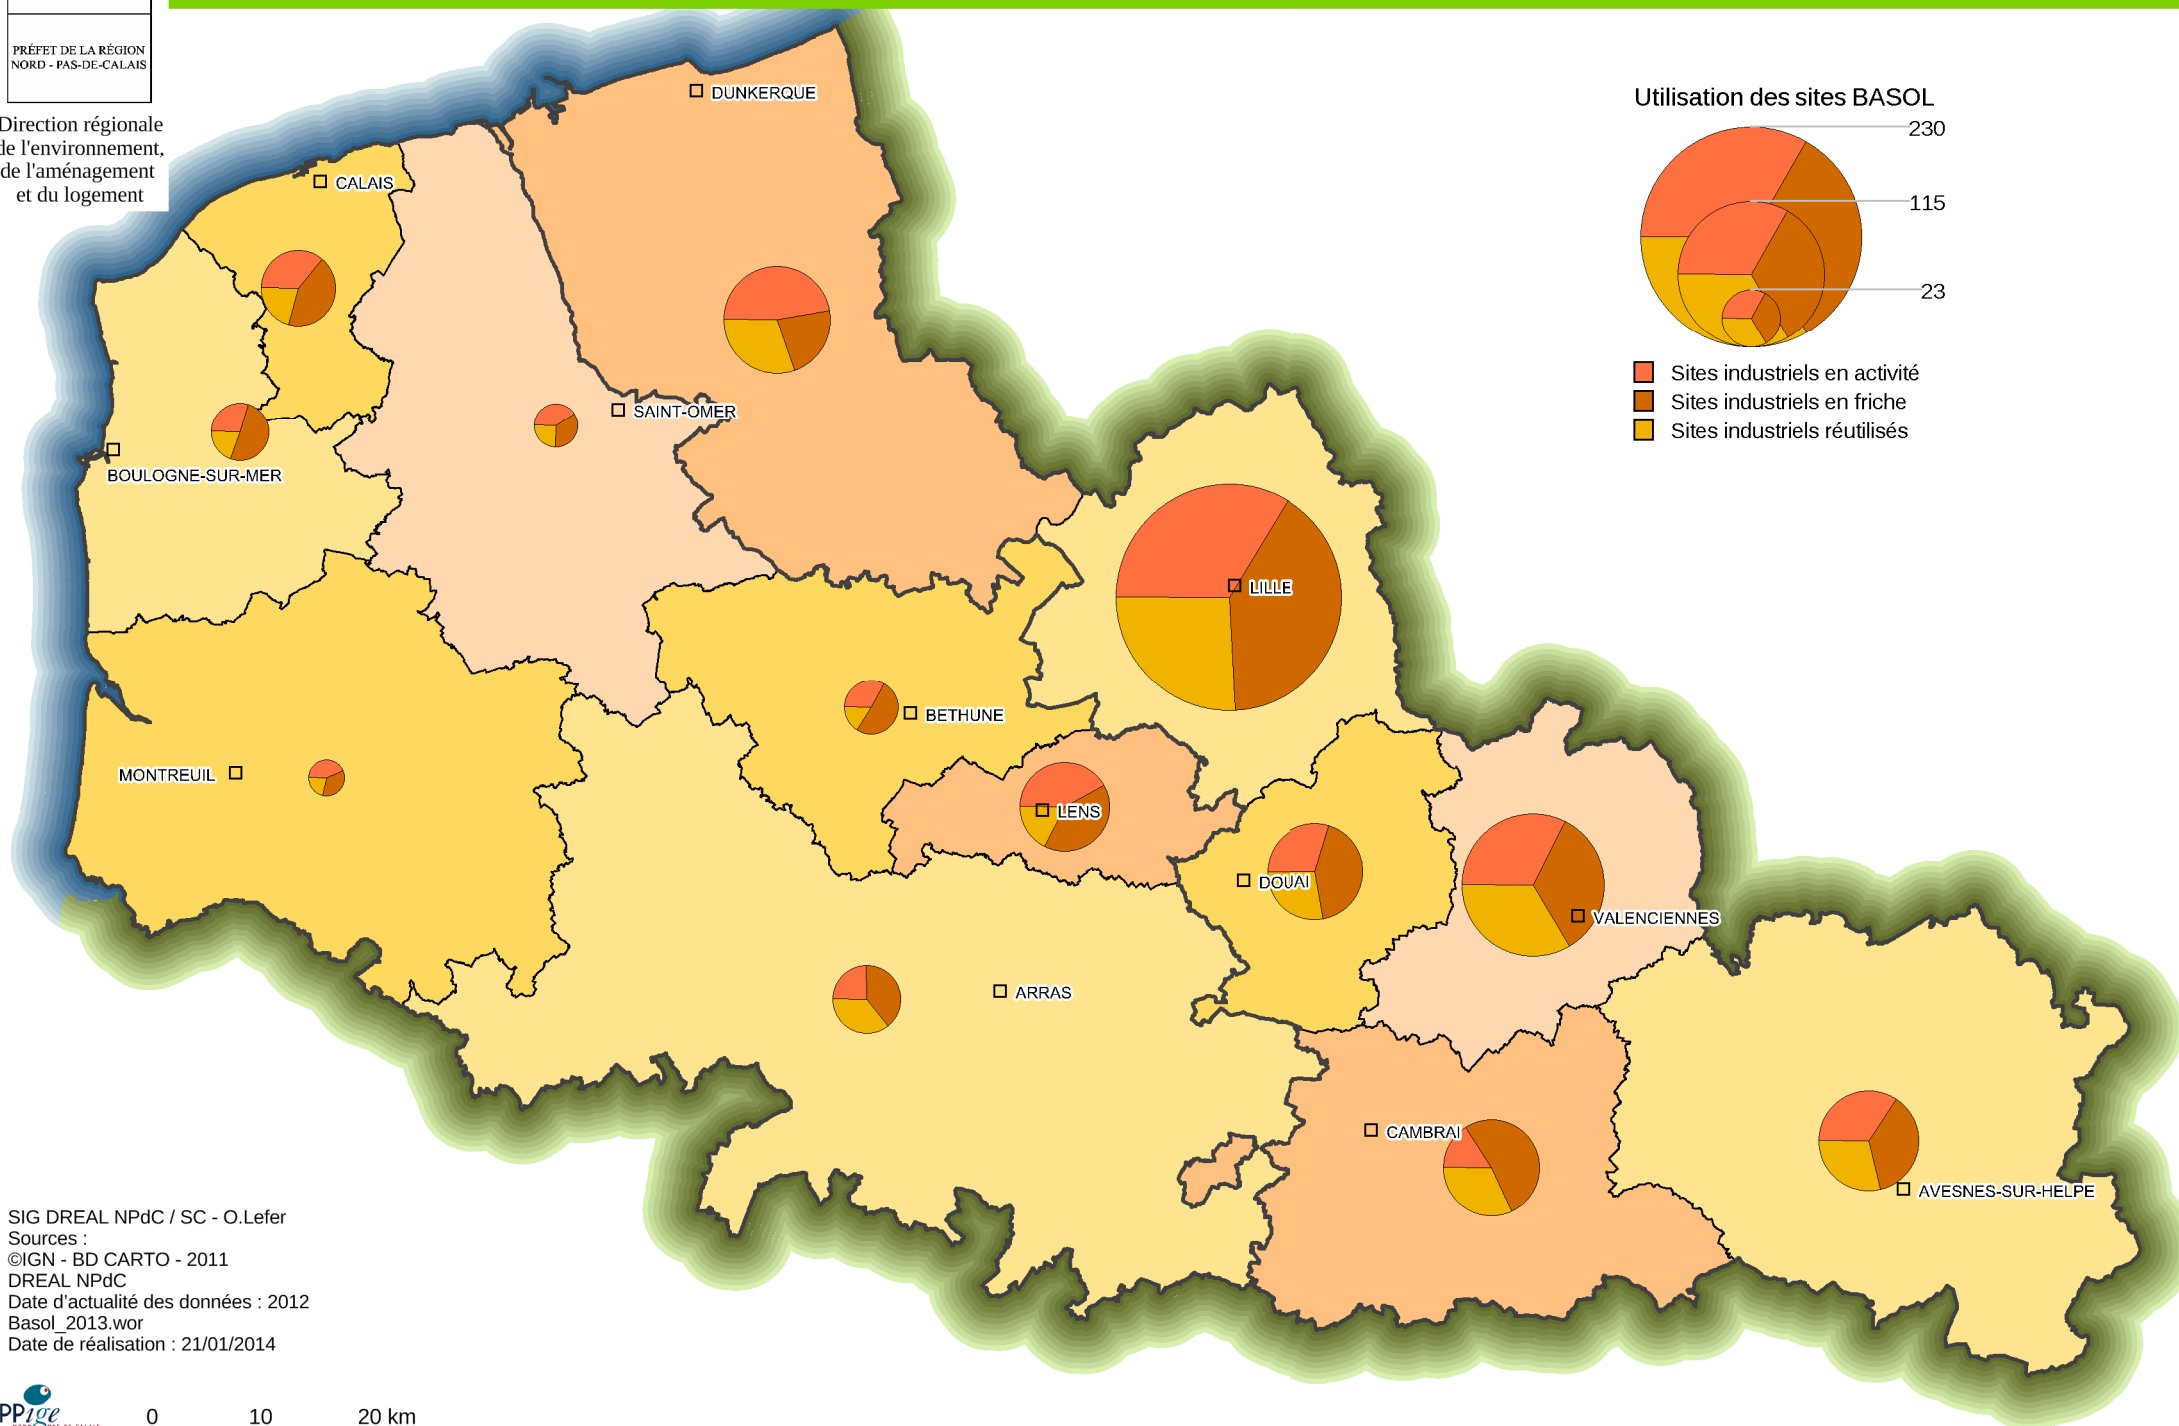 PRÉFET DE LA RÉGION
NORD - PAS-DE-CALAIS
Direction régionale
de l'environnement,
de l'aménagement
et du logement
Utilisation des sites BASOL
230
115
23
Sites industriels en activité
Sites industriels en friche
Sites industriels réutilisés
DUNKERQUE
CALAIS
SAINT-OMER
BOULOGNE-SUR-MER
LILLE
BETHUNE
MONTREUIL
LENS
DOUAI
VALENCIENNES
ARRAS
CAMBRAI
AVESNES-SUR-HELPE
SIG DREAL NPdC / SC - O.Lefer
Sources :
©IGN - BD CARTO - 2011
DREAL NPdC
Date d'actualité des données : 2012
Basol_2013.wor
Date de réalisation : 21/01/2014
PPige
0 10 20 km